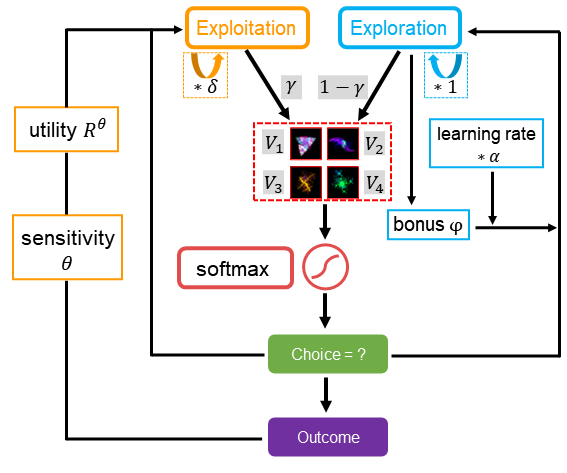 Exploitation
Exploration
* δ
γ
1 − γ
* 1
utility R^θ
V₁
V₂
learning rate
* α
V₃
V₄
sensitivity
θ
bonus φ
softmax
Choice = ?
Outcome